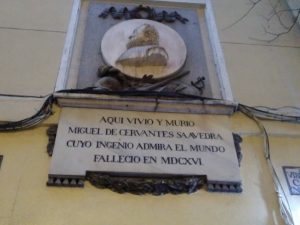 AQUI VIVIO Y MURIO
MIGUEL DE CERVANTES SAAVEDRA
CUYO INGENIO ADMIRA EL MUNDO
FALLECIO EN MDCXVI